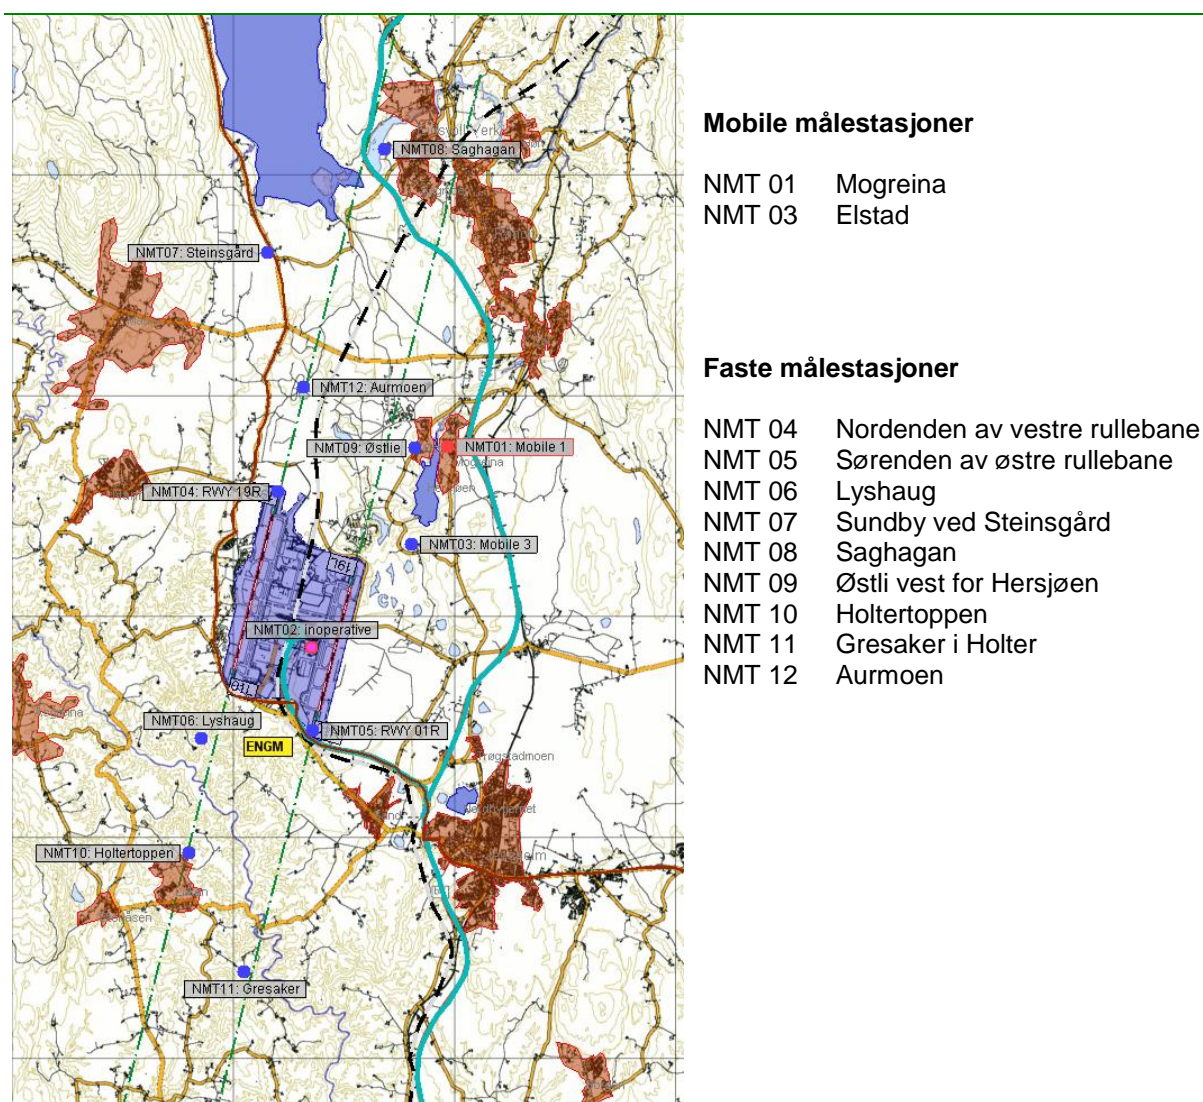 NMT08: Saghagan
NMT07: Steinsgård
NMT12: Aurmoen
NMT09: Østlie
NMT01: Mobile 1
Mogreina
NMT04: RWY 19R
NMT03: Mobile 3
19L
NMT02: inoperative
NMT06: Lyshaug
NMT05: RWY 01R
ENGM
NMT10: Holtertoppen
NMT11: Gresaker
Mobile målestasjoner
NMT 01 Mogreina
NMT 03 Elstad
Faste målestasjoner
NMT 04 Nordenden av vestre rullebane
NMT 05 Sørenden av østre rullebane
NMT 06 Lyshaug
NMT 07 Sundby ved Steinsgård
NMT 08 Saghagan
NMT 09 Østli vest for Hersjøen
NMT 10 Holtertoppen
NMT 11 Gresaker i Holter
NMT 12 Aurmoen